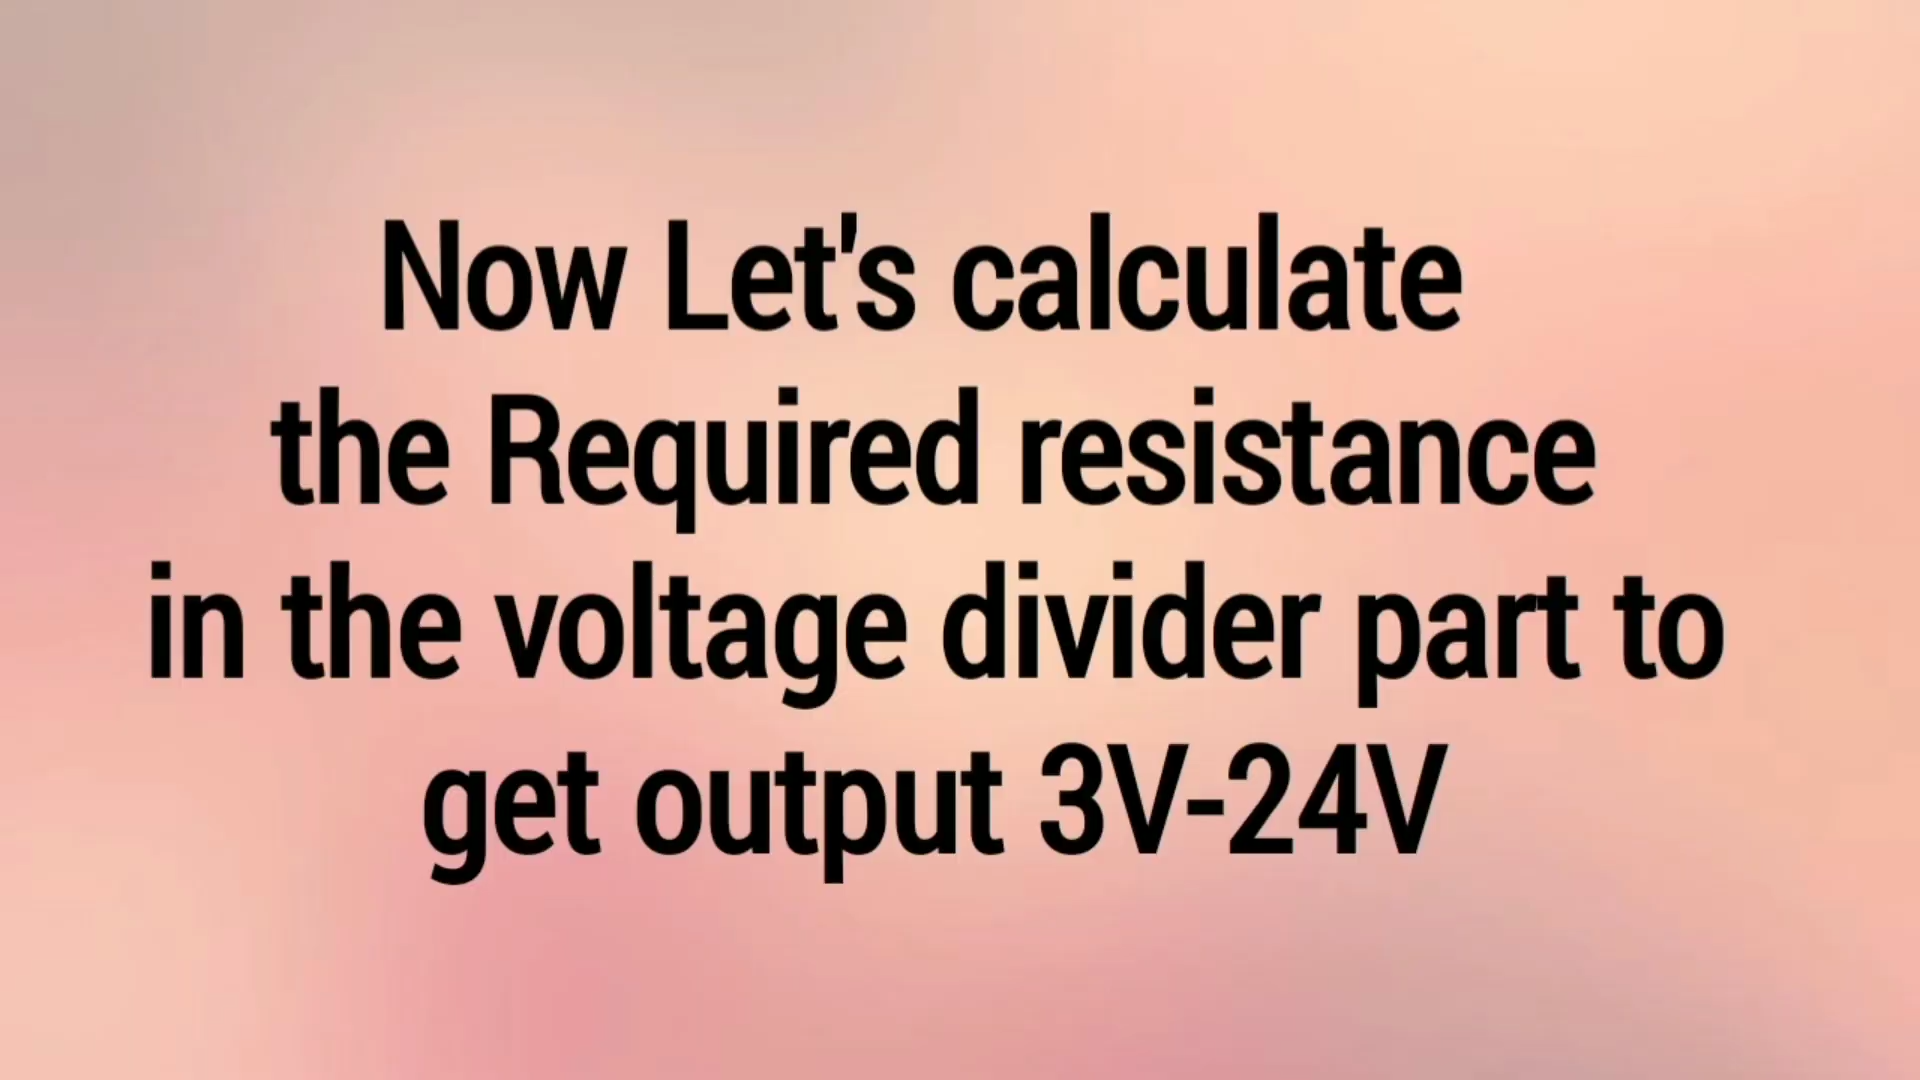 Now Let's calculate
the Required resistance
in the voltage divider part to
get output 3V-24V